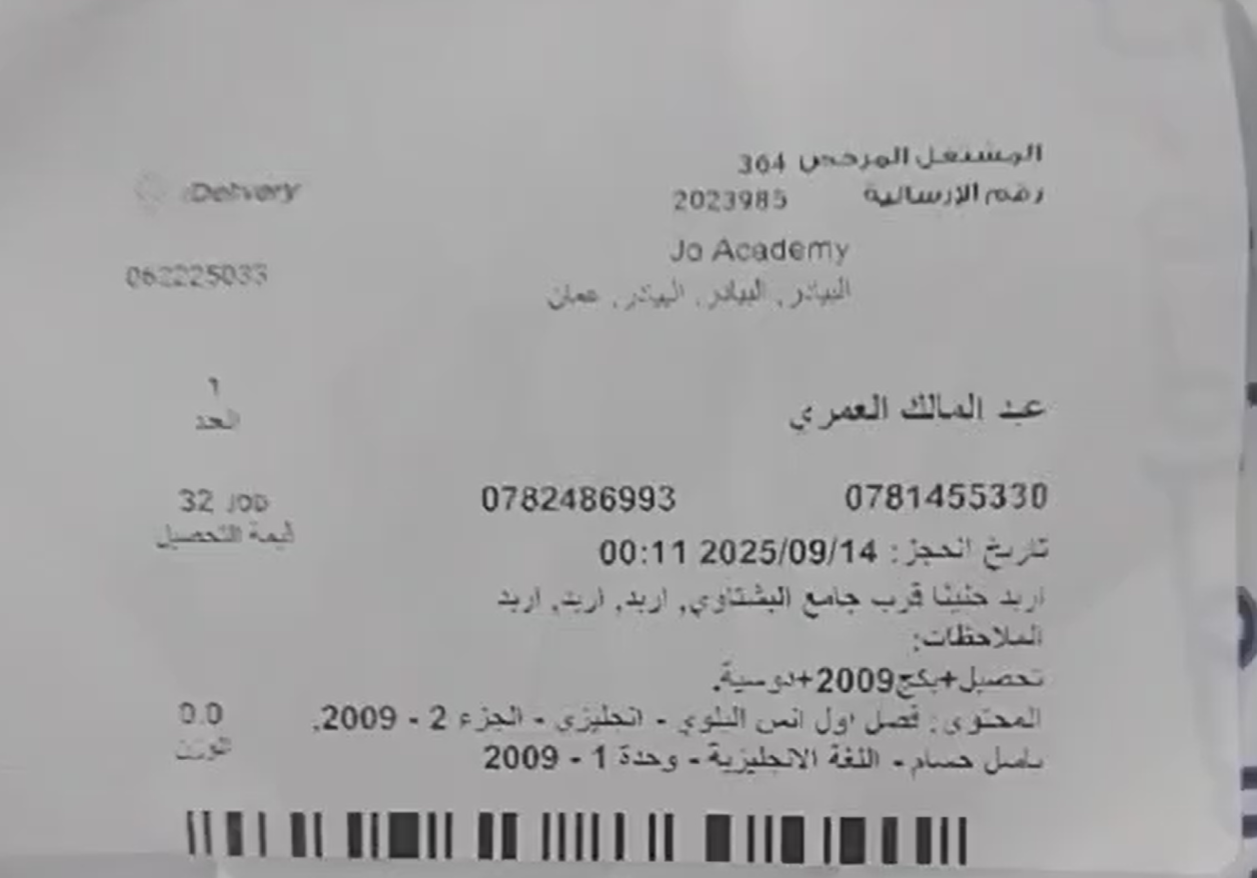 المشتغل المرخص 364
رقم الإرسالية 2023985
Delivery
Jo Academy
البيادر, البيادر, البيادر, عمان
062225033
1
العدد
عبد المالك العمري
0781455330 0782486993
32 JOD
قيمة التحصيل
تاريخ الحجز: 2025/09/14 00:11
اربد حنينا قرب جامع البشتاوي, اربد, اربد, اربد
الملاحظات:
تحصيل+بكج2009+دوسية.
المحتوى: فصل اول انس البلوي - انجليزي - الجزء 2 - 2009,
باسل حسام - اللغة الانجليزية - وحدة 1 - 2009
0.0
الوزن